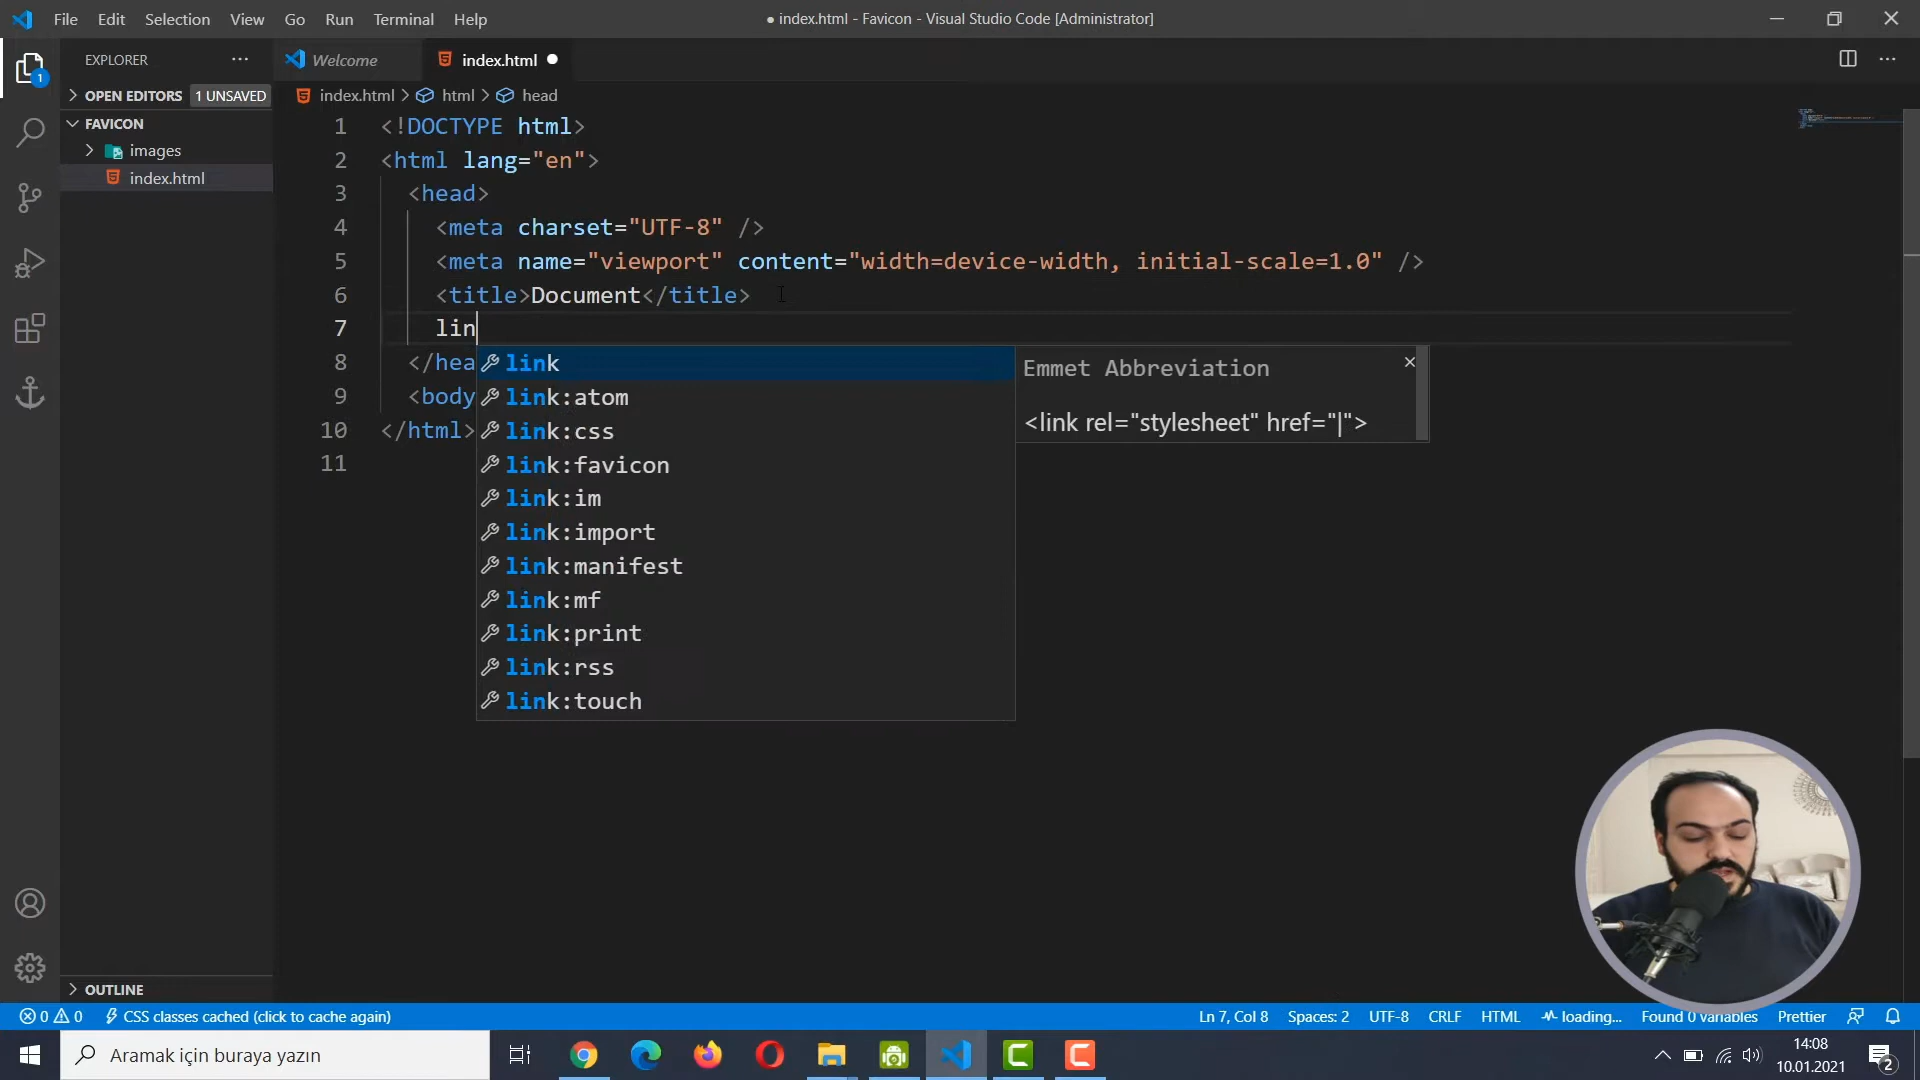 File Edit Selection View Go Run Terminal Help
● index.html - Favicon - Visual Studio Code [Administrator]
EXPLORER
Welcome
index.html
OPEN EDITORS 1 UNSAVED
index.html > html > head
FAVICON
images
index.html
1 <!DOCTYPE html>
2 <html lang="en">
3 <head>
4 <meta charset="UTF-8" />
5 <meta name="viewport" content="width=device-width, initial-scale=1.0" />
6 <title>Document</title>
7 lin
8 </hea
9 <body
10 </html>
11
link
link:atom
link:css
link:favicon
link:im
link:import
link:manifest
link:mf
link:print
link:rss
link:touch
Emmet Abbreviation
<link rel="stylesheet" href="|">
1
OUTLINE
0 0 CSS classes cached (click to cache again)
Ln 7, Col 8 Spaces: 2 UTF-8 CRLF HTML loading... Found 0 variables Prettier
Aramak için buraya yazın
14:08
10.01.2021
2